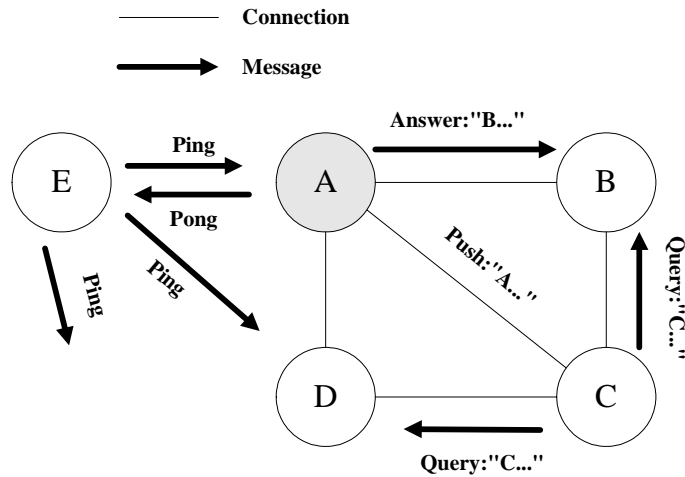 Connection
Message
Answer:"B..."
Ping
E
A
B
Pong
Push:"A..."
Ping
Ping
Query:"C..."
D
C
Query:"C..."